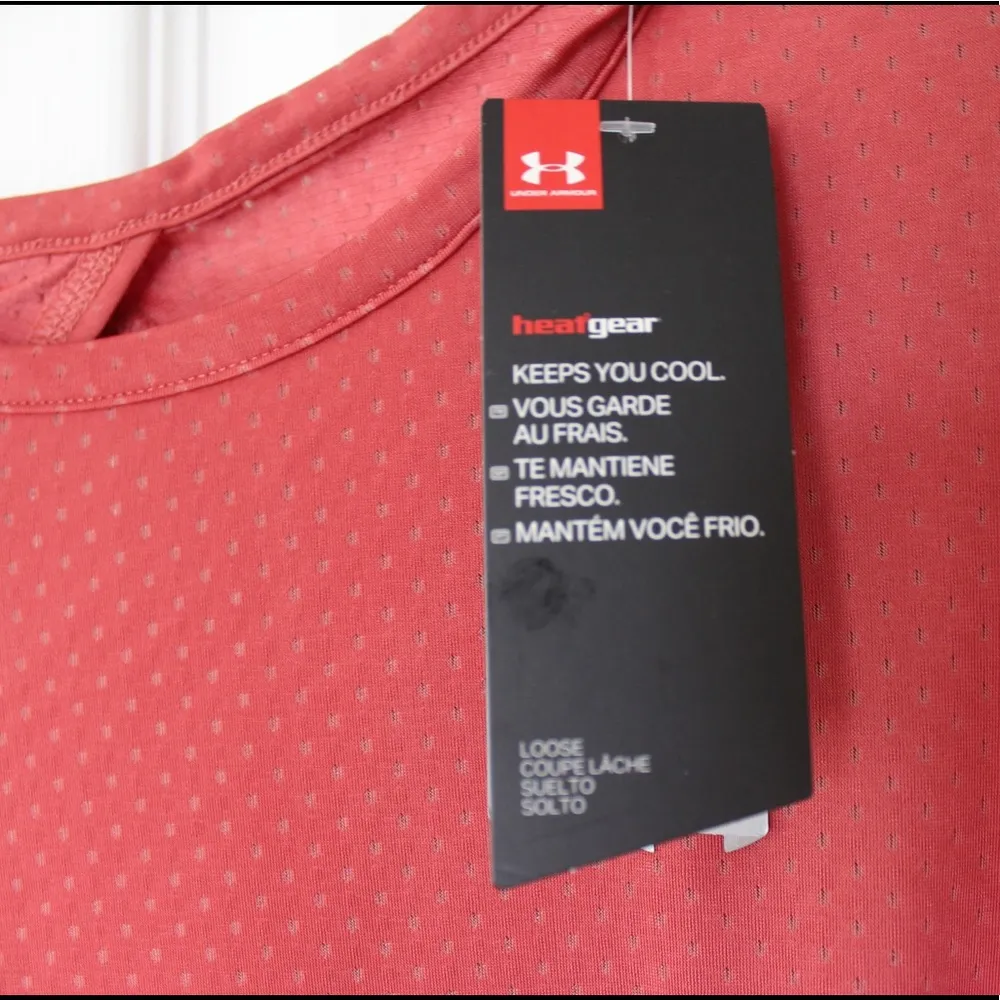 UNDER ARMOUR
heatgear
KEEPS YOU COOL.
VOUS GARDE
AU FRAIS.
TE MANTIENE
FRESCO.
MANTÉM VOCÊ FRIO.
LOOSE
COUPE LÂCHE
SUELTO
SOLTO